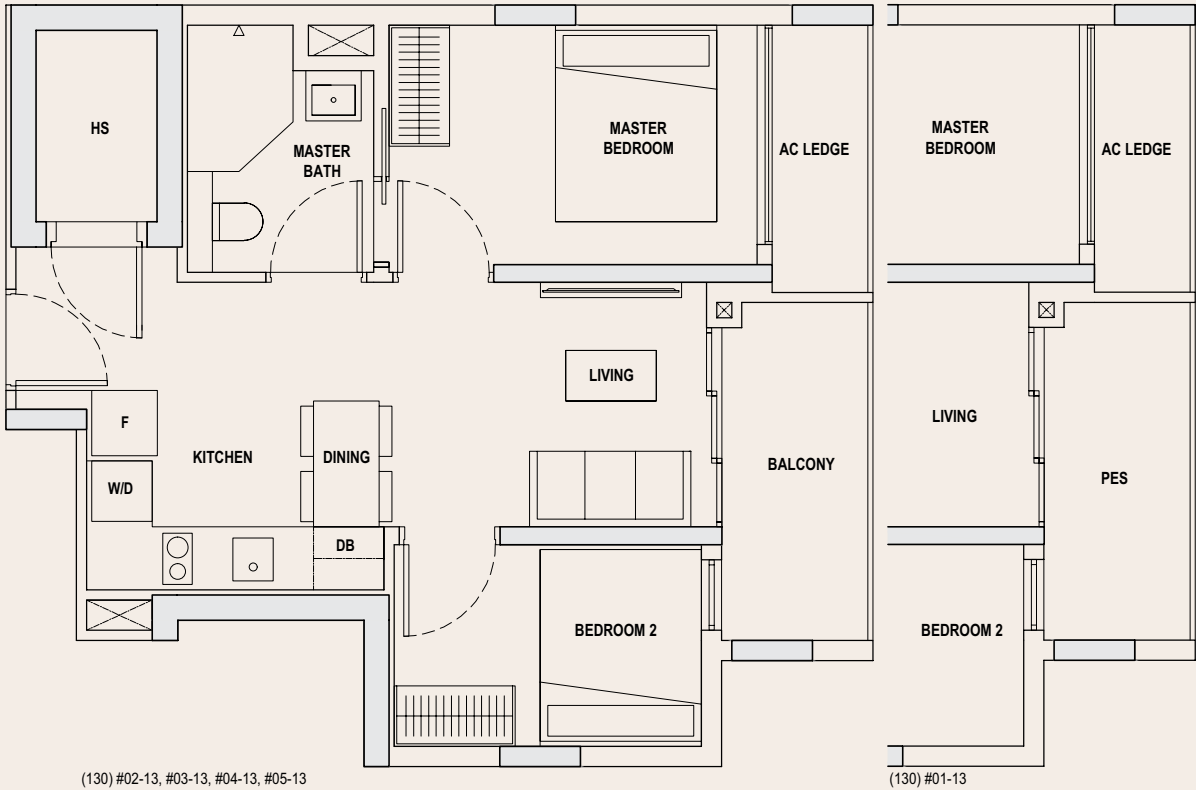 HS
MASTER
BATH
MASTER
BEDROOM
AC LEDGE
LIVING
F
W/D
KITCHEN
DINING
DB
BALCONY
BEDROOM 2
(130) #02-13, #03-13, #04-13, #05-13
MASTER
BEDROOM
AC LEDGE
LIVING
PES
BEDROOM 2
(130) #01-13